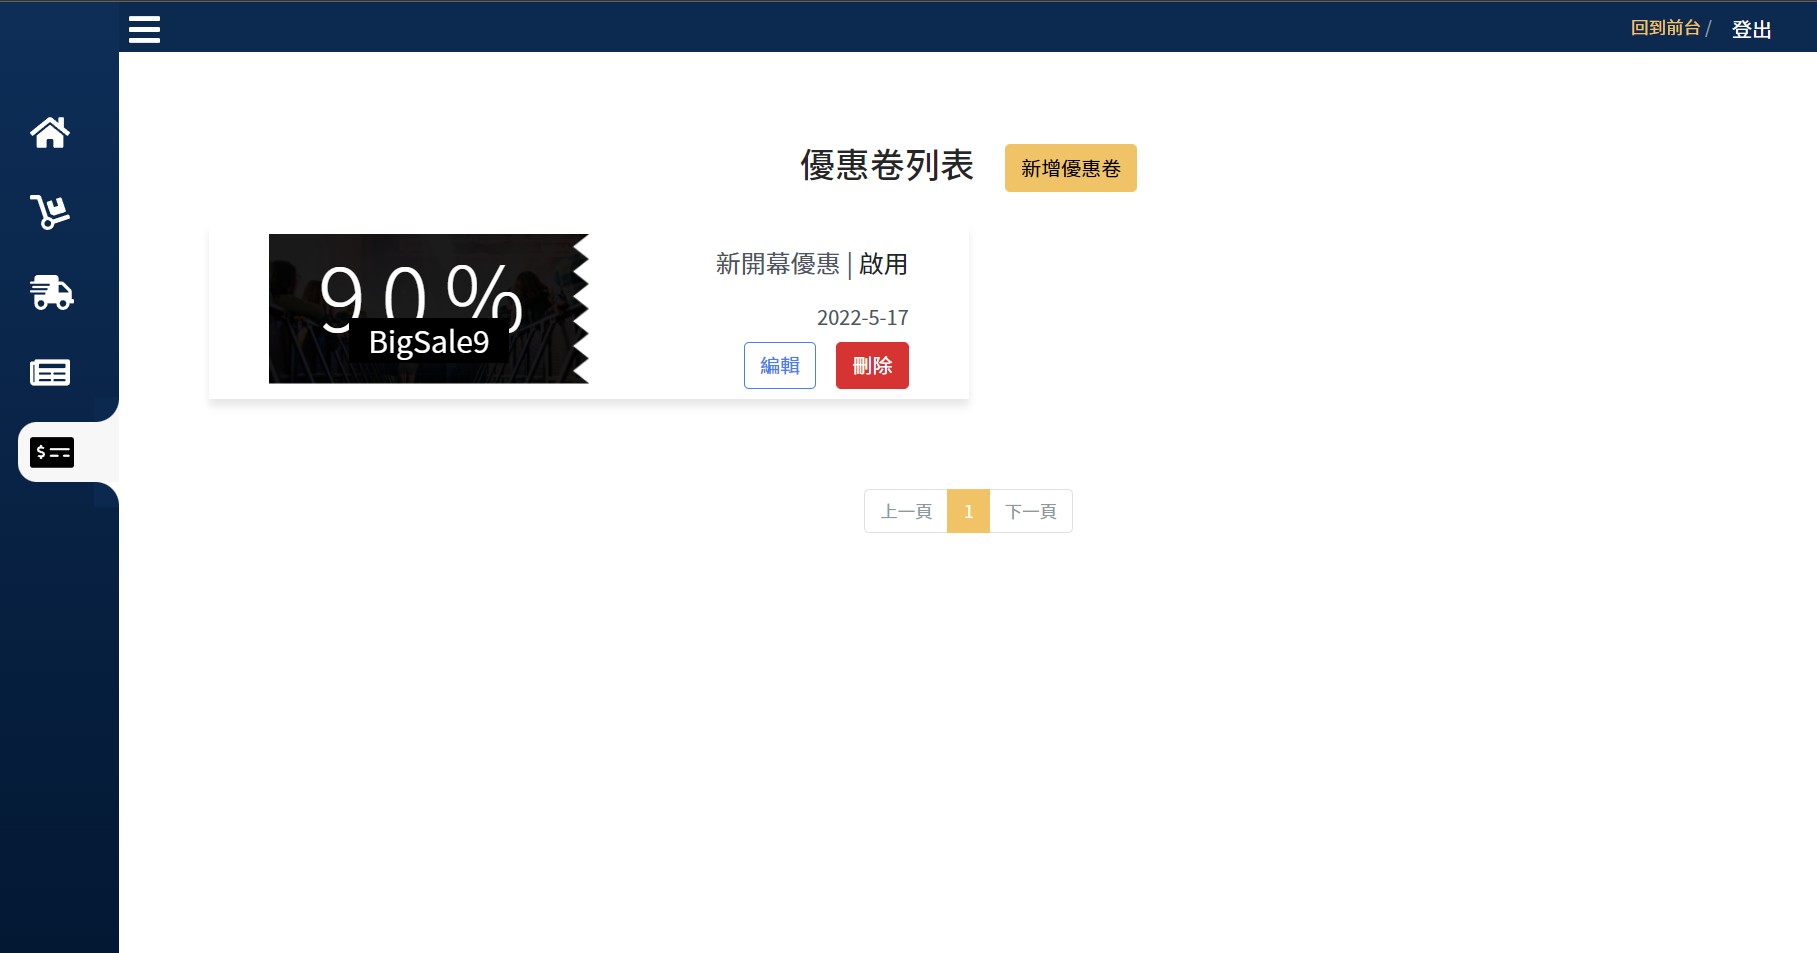 回到前台 / 登出
優惠卷列表 新增優惠卷
90%
BigSale9
新開幕優惠 | 啟用
2022-5-17
編輯 刪除
上一頁 1 下一頁